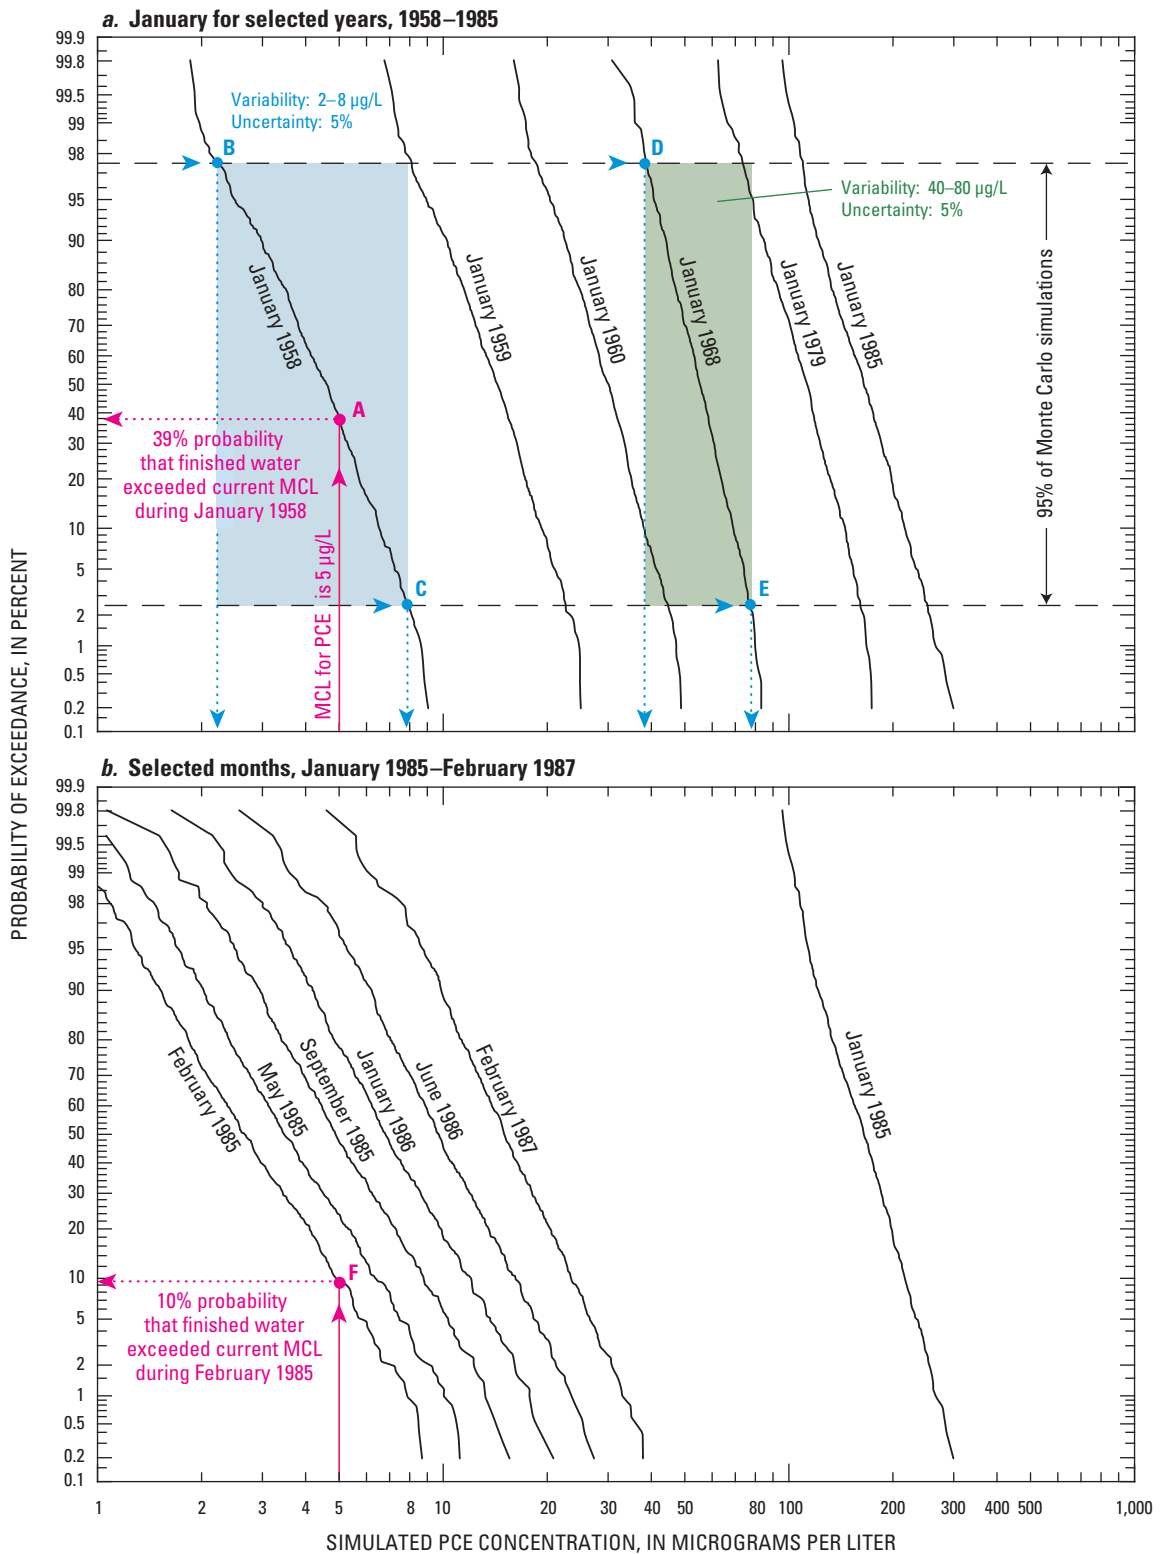 a. January for selected years, 1958–1985
99.9
99.8
99.5
99
98
95
90
80
70
60
50
40
30
20
10
5
2
1
0.5
0.2
0.1
Variability: 2–8 µg/L
Uncertainty: 5%
B
D
Variability: 40–80 µg/L
Uncertainty: 5%
January 1958
January 1959
January 1960
January 1968
January 1979
January 1985
95% of Monte Carlo simulations
A
39% probability
that finished water
exceeded current MCL
during January 1958
MCL for PCE is 5 µg/L
C
E
PROBABILITY OF EXCEEDANCE, IN PERCENT
b. Selected months, January 1985–February 1987
99.9
99.8
99.5
99
98
95
90
80
70
60
50
40
30
20
10
5
2
1
0.5
0.2
0.1
February 1985
May 1985
September 1985
January 1986
June 1986
February 1987
January 1985
F
10% probability
that finished water
exceeded current MCL
during February 1985
1 2 3 4 5 8 10 20 30 40 50 80 100 200 300 400 500 1,000
SIMULATED PCE CONCENTRATION, IN MICROGRAMS PER LITER